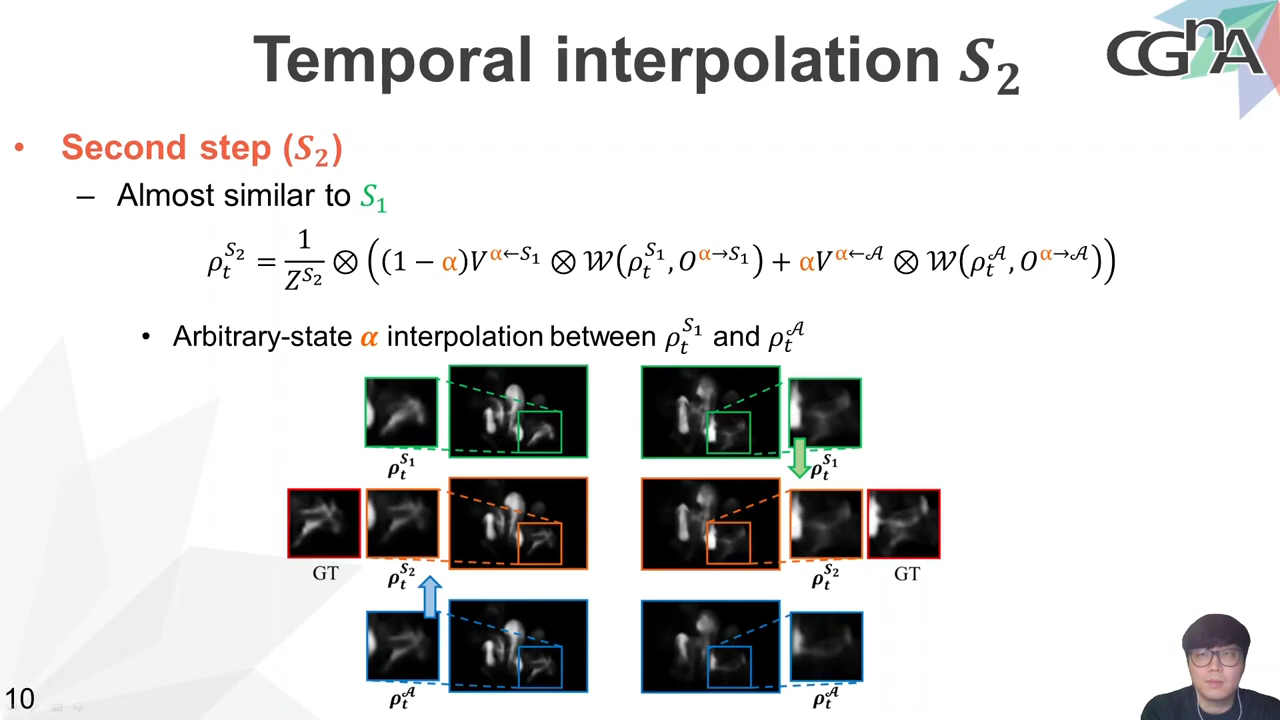 Temporal interpolation S₂
CGnA
• Second step (S₂)
– Almost similar to S₁
ρ_t^{S₂} = 1/Z^{S₂} ⊗ ((1 − α)V^{α←S₁} ⊗ 𝒲(ρ_t^{S₁}, O^{α→S₁}) + αV^{α←𝒜} ⊗ 𝒲(ρ_t^{𝒜}, O^{α→𝒜}))
• Arbitrary-state α interpolation between ρ_t^{S₁} and ρ_t^{𝒜}
ρ_t^{S₁} ρ_t^{S₁}
GT ρ_t^{S₂} ρ_t^{S₂} GT
ρ_t^{𝒜} ρ_t^{𝒜}
10